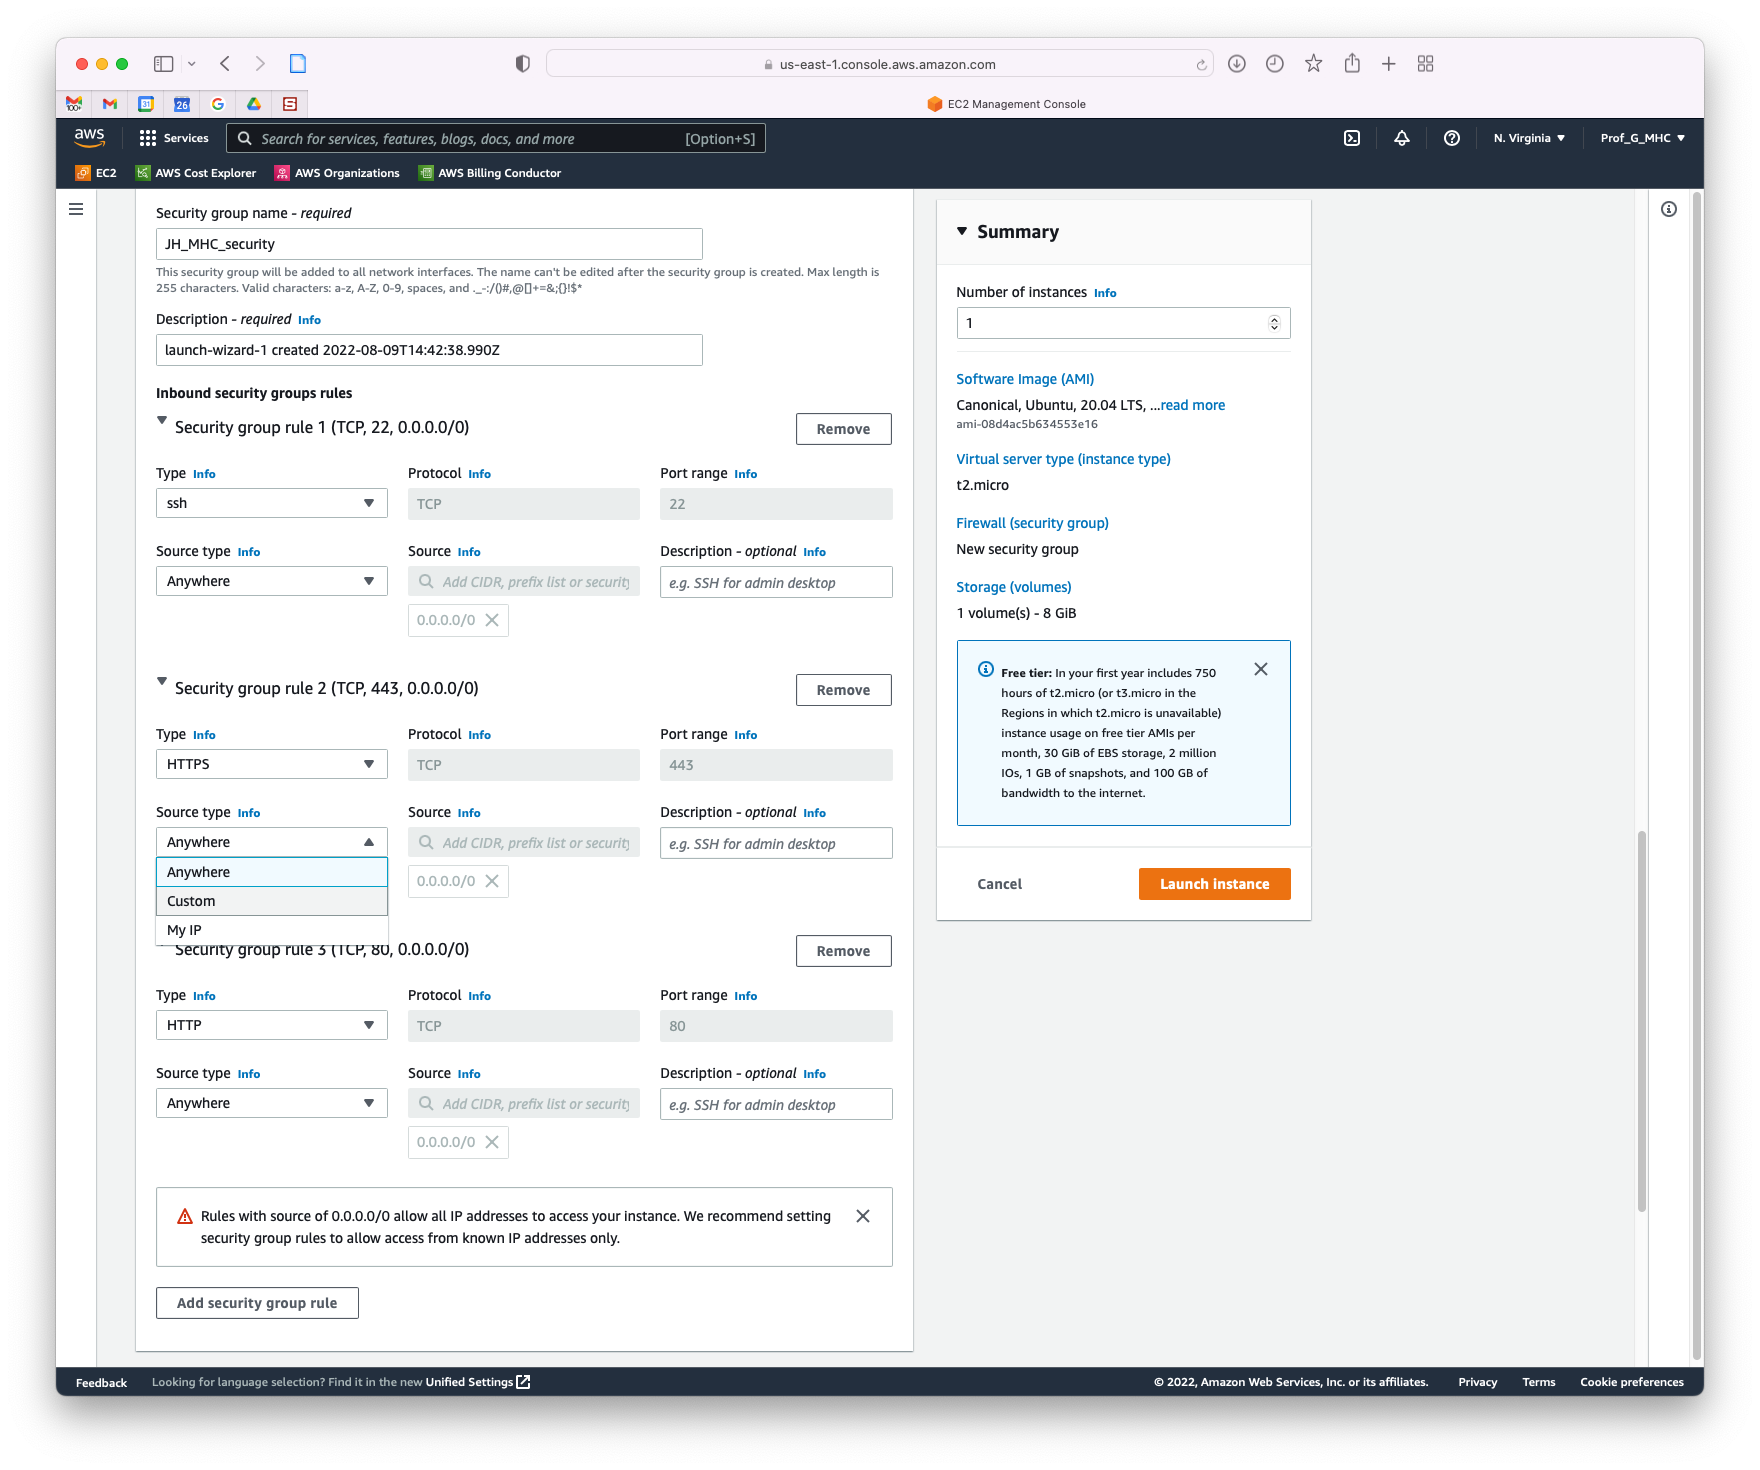 us-east-1.console.aws.amazon.com
31
26
EC2 Management Console
aws
Services
Search for services, features, blogs, docs, and more [Option+S]
N. Virginia
Prof_G_MHC
EC2
AWS Cost Explorer
AWS Organizations
AWS Billing Conductor
Security group name - required
JH_MHC_security
This security group will be added to all network interfaces. The name can't be edited after the security group is created. Max length is
255 characters. Valid characters: a-z, A-Z, 0-9, spaces, and ._-:/()#,@[]+=&;{}!$*
Description - required Info
launch-wizard-1 created 2022-08-09T14:42:38.990Z
Inbound security groups rules
Security group rule 1 (TCP, 22, 0.0.0.0/0)
Remove
Type Info
Protocol Info
Port range Info
ssh
TCP
22
Source type Info
Source Info
Description - optional Info
Anywhere
Add CIDR, prefix list or security
e.g. SSH for admin desktop
0.0.0.0/0
Security group rule 2 (TCP, 443, 0.0.0.0/0)
Remove
Type Info
Protocol Info
Port range Info
HTTPS
TCP
443
Source type Info
Source Info
Description - optional Info
Anywhere
Add CIDR, prefix list or security
e.g. SSH for admin desktop
Anywhere
0.0.0.0/0
Custom
My IP
Security group rule 3 (TCP, 80, 0.0.0.0/0)
Remove
Type Info
Protocol Info
Port range Info
HTTP
TCP
80
Source type Info
Source Info
Description - optional Info
Anywhere
Add CIDR, prefix list or security
e.g. SSH for admin desktop
0.0.0.0/0
Rules with source of 0.0.0.0/0 allow all IP addresses to access your instance. We recommend setting
security group rules to allow access from known IP addresses only.
Add security group rule
Summary
Number of instances Info
1
Software Image (AMI)
Canonical, Ubuntu, 20.04 LTS, ...read more
ami-08d4ac5b634553e16
Virtual server type (instance type)
t2.micro
Firewall (security group)
New security group
Storage (volumes)
1 volume(s) - 8 GiB
Free tier: In your first year includes 750
hours of t2.micro (or t3.micro in the
Regions in which t2.micro is unavailable)
instance usage on free tier AMIs per
month, 30 GiB of EBS storage, 2 million
IOs, 1 GB of snapshots, and 100 GB of
bandwidth to the internet.
Cancel
Launch instance
Feedback
Looking for language selection? Find it in the new Unified Settings
© 2022, Amazon Web Services, Inc. or its affiliates.
Privacy
Terms
Cookie preferences